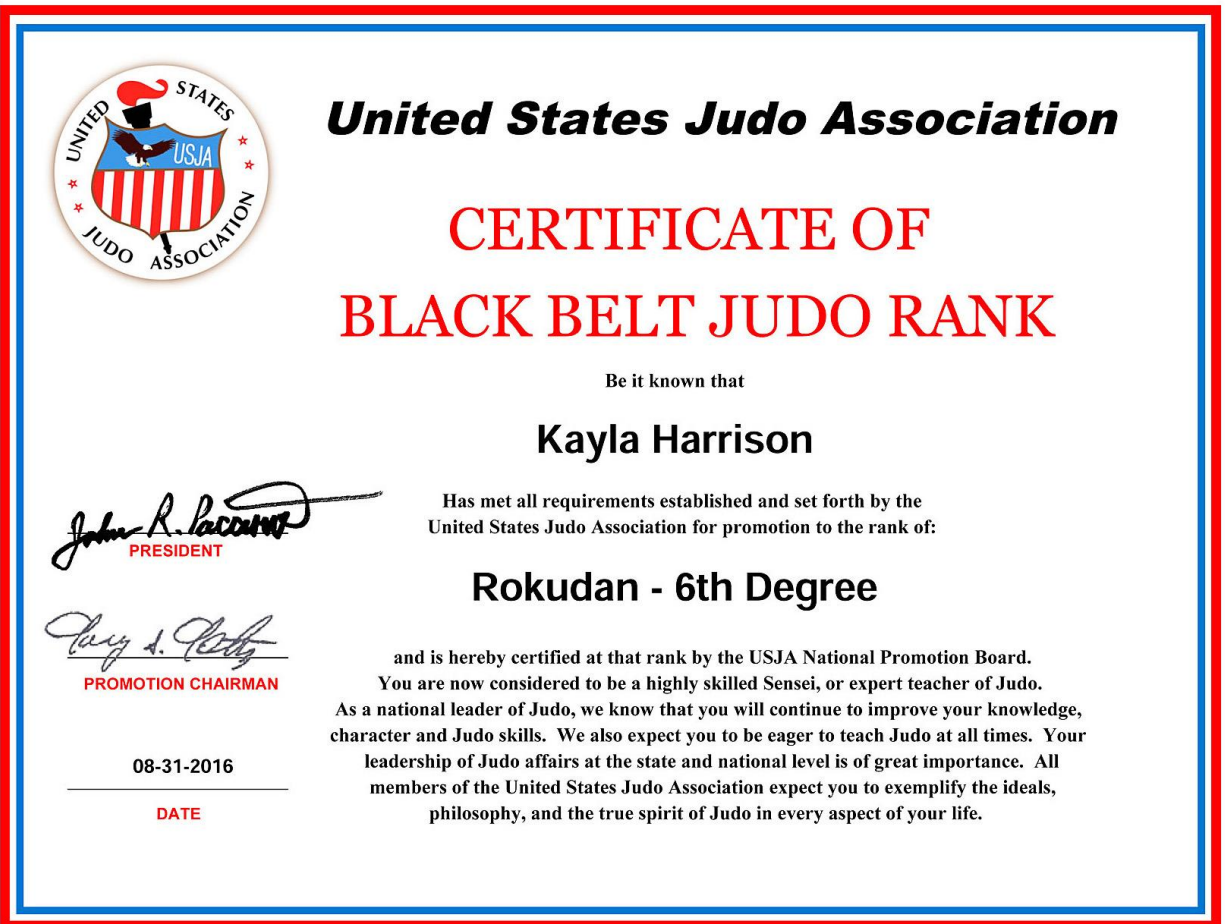 UNITED STATES
USJA
JUDO ASSOCIATION
United States Judo Association
CERTIFICATE OF
BLACK BELT JUDO RANK
Be it known that
Kayla Harrison
Has met all requirements established and set forth by the
United States Judo Association for promotion to the rank of:
Rokudan - 6th Degree
and is hereby certified at that rank by the USJA National Promotion Board.
You are now considered to be a highly skilled Sensei, or expert teacher of Judo.
As a national leader of Judo, we know that you will continue to improve your knowledge,
character and Judo skills.  We also expect you to be eager to teach Judo at all times.  Your
leadership of Judo affairs at the state and national level is of great importance.  All
members of the United States Judo Association expect you to exemplify the ideals,
philosophy, and the true spirit of Judo in every aspect of your life.
John R.
PRESIDENT
PROMOTION CHAIRMAN
08-31-2016
DATE